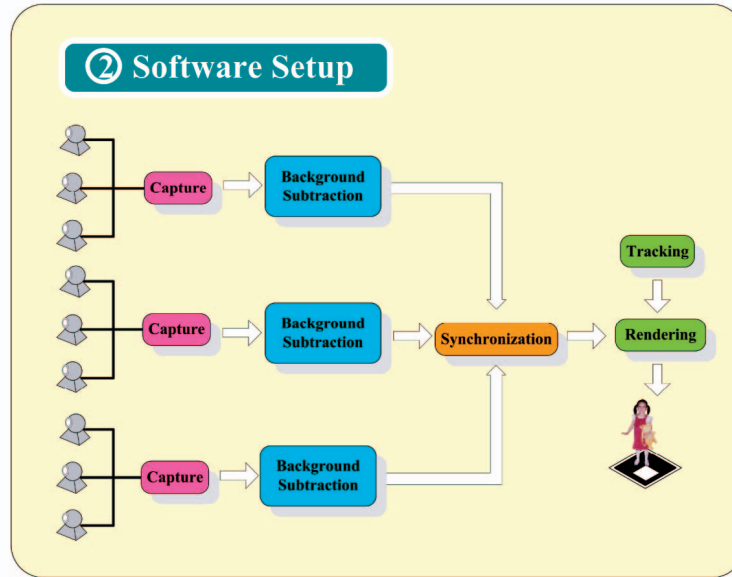 ② Software Setup
Capture
Background
Subtraction
Tracking
Capture
Background
Subtraction
Synchronization
Rendering
Capture
Background
Subtraction